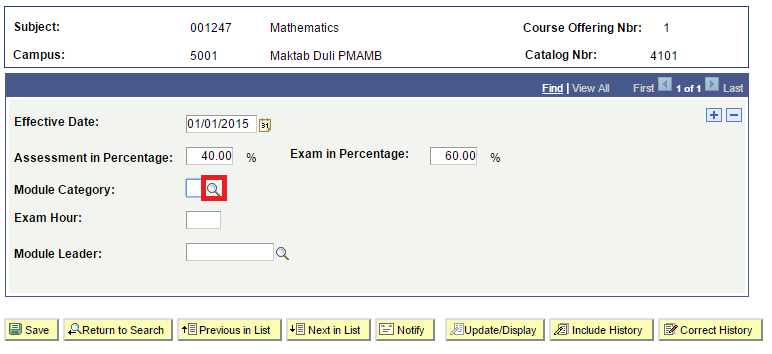 Subject: 001247 Mathematics Course Offering Nbr: 1
Campus: 5001 Maktab Duli PMAMB Catalog Nbr: 4101
Find | View All First 1 of 1 Last
Effective Date: 01/01/2015 31
Assessment in Percentage: 40.00 % Exam in Percentage: 60.00 %
Module Category:
Exam Hour:
Module Leader:
Save Return to Search Previous in List Next in List Notify Update/Display Include History Correct History